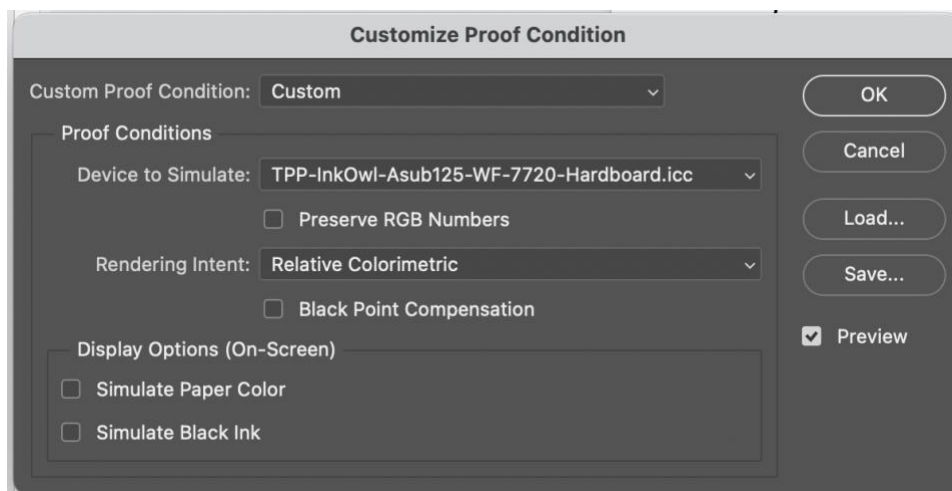 Customize Proof Condition
Custom Proof Condition: Custom
OK
Proof Conditions
Cancel
Device to Simulate: TPP-InkOwl-Asub125-WF-7720-Hardboard.icc
Preserve RGB Numbers
Load...
Rendering Intent: Relative Colorimetric
Save...
Black Point Compensation
Preview
Display Options (On-Screen)
Simulate Paper Color
Simulate Black Ink